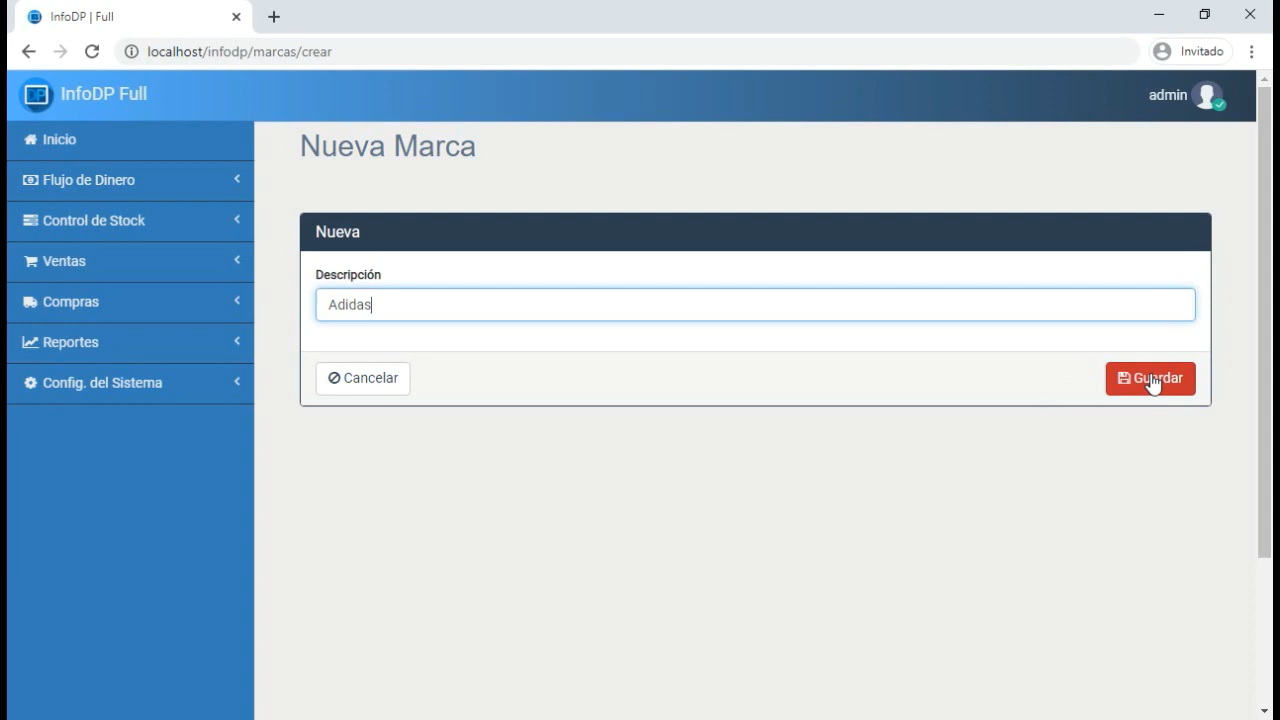 InfoDP | Full
localhost/infodp/marcas/crear
Invitado
InfoDP Full
admin
Inicio
Flujo de Dinero
Control de Stock
Ventas
Compras
Reportes
Config. del Sistema
Nueva Marca
Nueva
Descripción
Adidas
Cancelar
Guardar